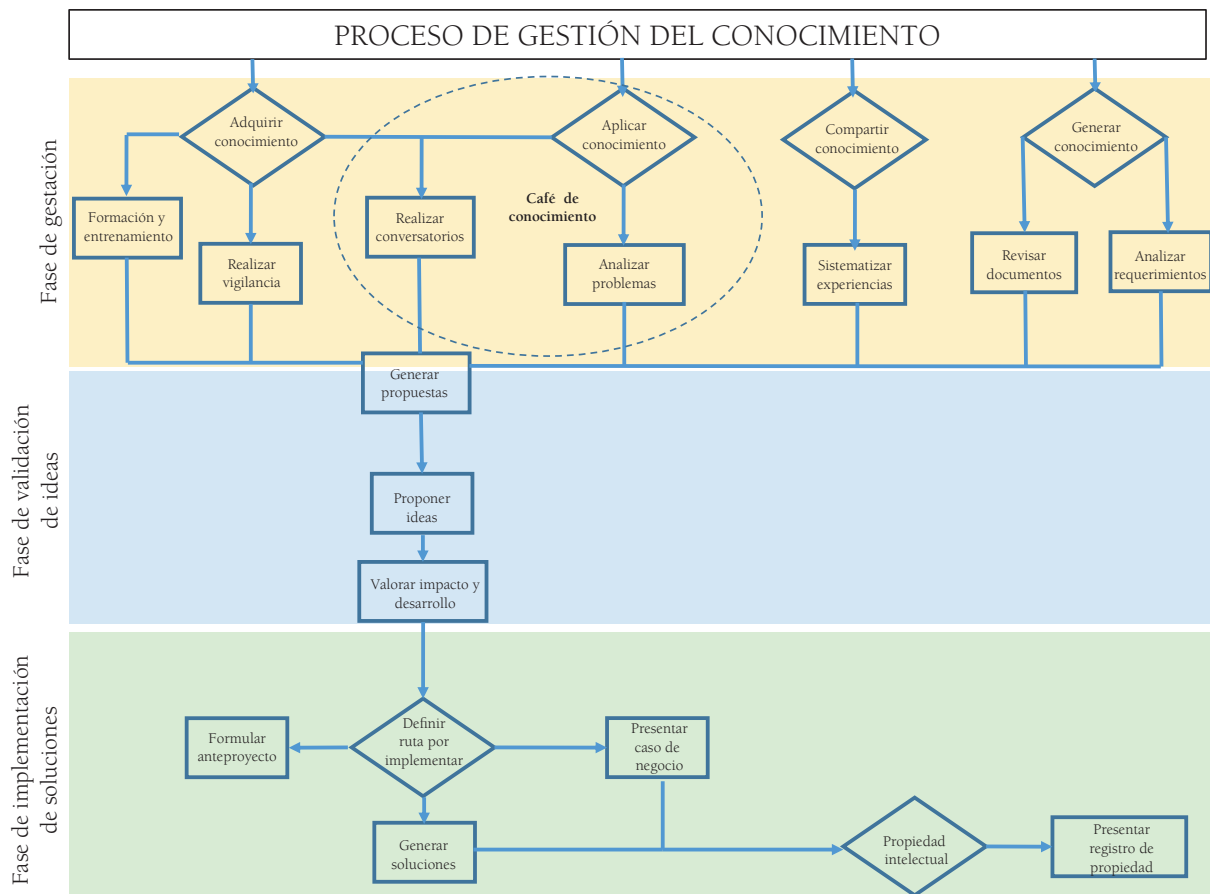 PROCESO DE GESTIÓN DEL CONOCIMIENTO
Fase de gestación
Adquirir
conocimiento
Aplicar
conocimiento
Compartir
conocimiento
Generar
conocimiento
Formación y
entrenamiento
Realizar
vigilancia
Realizar
conversatorios
Café de
conocimiento
Analizar
problemas
Sistematizar
experiencias
Revisar
documentos
Analizar
requerimientos
Fase de validación
de ideas
Generar
propuestas
Proponer
ideas
Valorar impacto y
desarrollo
Fase de implementación
de soluciones
Formular
anteproyecto
Definir
ruta por
implementar
Presentar
caso de
negocio
Generar
soluciones
Propiedad
intelectual
Presentar
registro de
propiedad